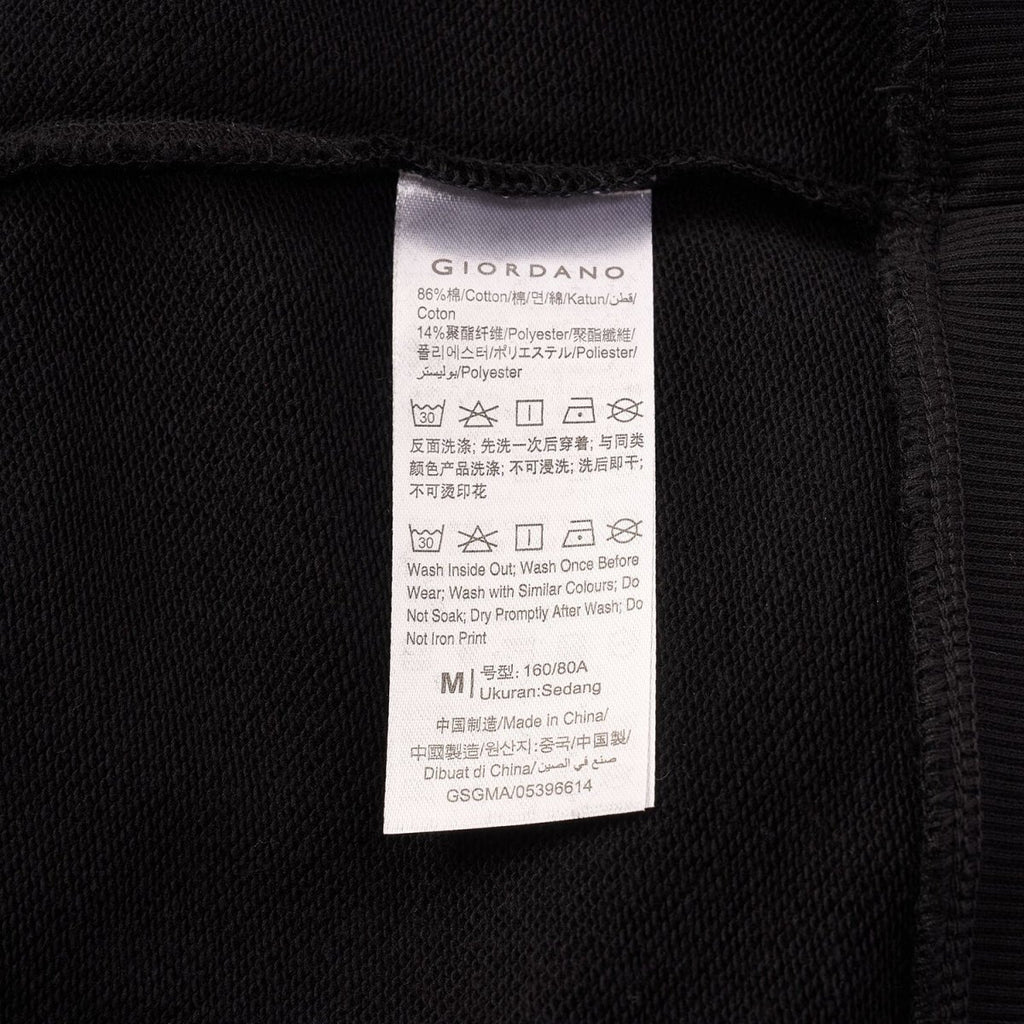 GIORDANO
86%棉/Cotton/棉/면/綿/Katun/قطن/
Coton
14%聚酯纤维/Polyester/聚酯纖維/
폴리에스터/ポリエステル/Poliester/
بوليستر/Polyester
30
反面洗涤; 先洗一次后穿着; 与同类
颜色产品洗涤; 不可浸洗; 洗后即干;
不可烫印花
30
Wash Inside Out; Wash Once Before
Wear; Wash with Similar Colours; Do
Not Soak; Dry Promptly After Wash; Do
Not Iron Print
M
号型: 160/80A
Ukuran:Sedang
中国制造/Made in China/
中國製造/원산지:중국/中国製/
Dibuat di China/صنع في الصين
GSGMA/05396614